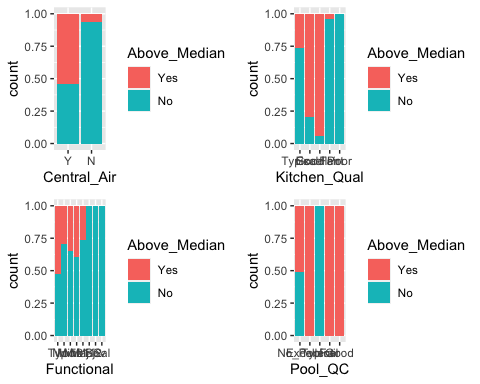 1.00
0.75
0.50
0.25
0.00
count
Y N
Central_Air
Above_Median
Yes
No
1.00
0.75
0.50
0.25
0.00
count
Kitchen_Qual
Above_Median
Yes
No
1.00
0.75
0.50
0.25
0.00
count
Functional
Above_Median
Yes
No
1.00
0.75
0.50
0.25
0.00
count
Pool_QC
Above_Median
Yes
No